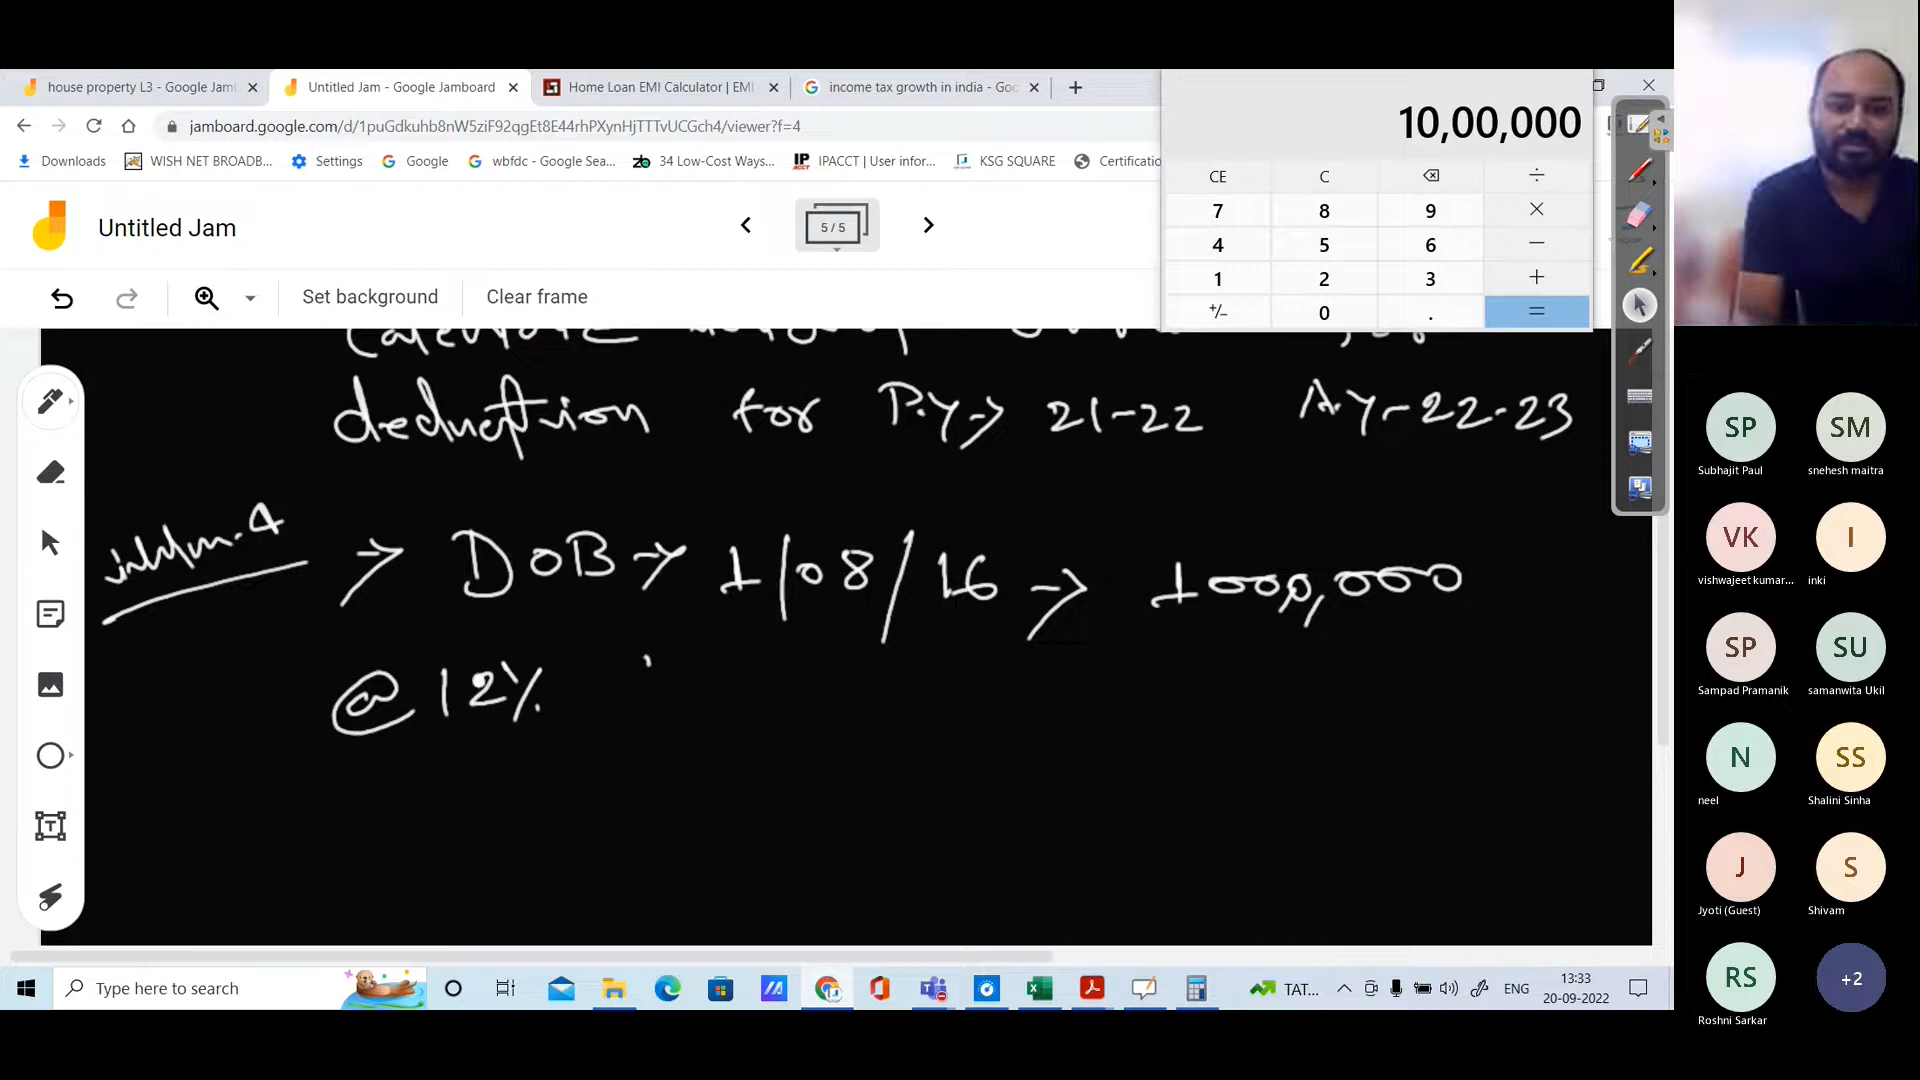 house property L3 - Google Jam
Untitled Jam - Google Jamboard
Home Loan EMI Calculator | EMI
income tax growth in india - Goo
jamboard.google.com/d/1puGdkuhb8nW5ziF92qgEt8E44rhPXynHjTTTvUCGch4/viewer?f=4
Downloads
WISH NET BROADB...
Settings
Google
wbfdc - Google Sea...
34 Low-Cost Ways...
IPACCT | User infor...
KSG SQUARE
Certificatio
10,00,000
CE C ÷
7 8 9 ×
4 5 6 −
1 2 3 +
+/- 0 . =
Untitled Jam
5 / 5
Set background
Clear frame
calculate
deduction for P.Y→ 21-22 A.Y-22-23
→ DOB → 1/08/16 → 1000,000
@ 12%
SP
Subhajit Paul
SM
snehesh maitra
VK
vishwajeet kumar...
I
inki
SP
Sampad Pramanik
SU
samanwita Ukil
N
neel
SS
Shalini Sinha
J
Jyoti (Guest)
S
Shivam
RS
Roshni Sarkar
+2
Type here to search
TAT...
ENG
13:33
20-09-2022